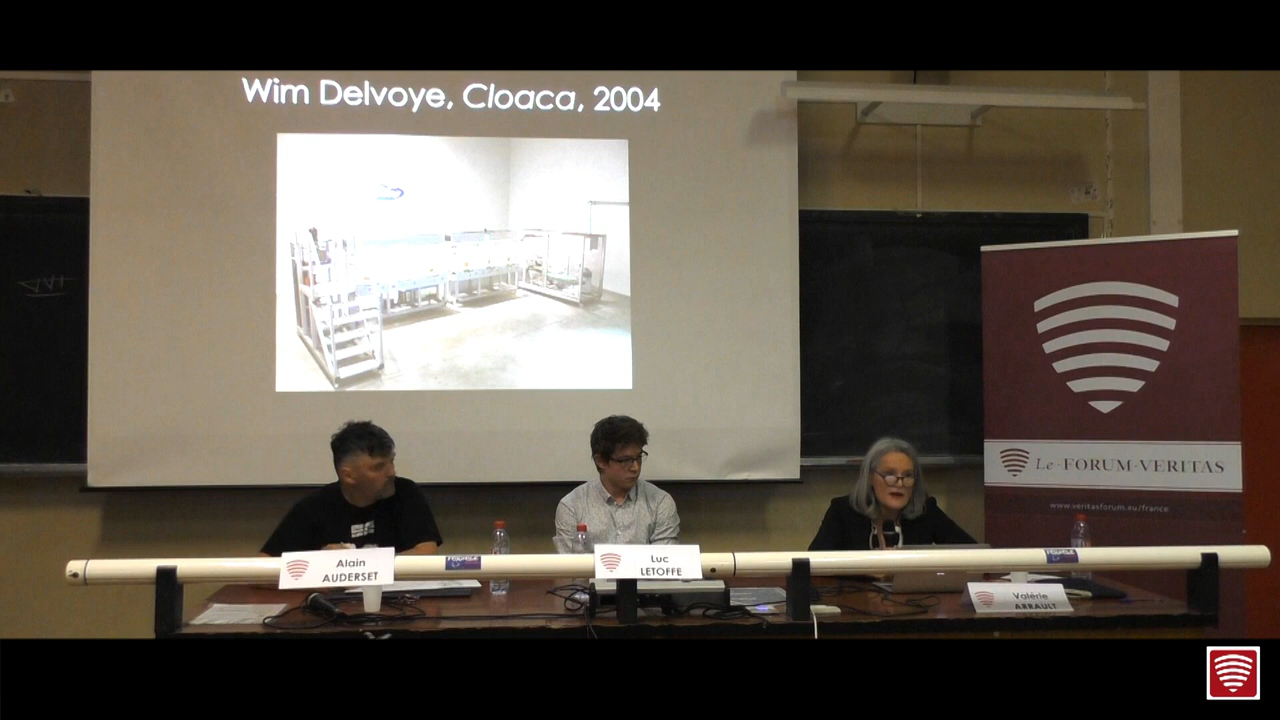 Wim Delvoye, Cloaca, 2004
Le·FORUM·VERITAS
www.veritasforum.eu/france
Alain
AUDERSET
Luc
LETOFFE
Valérie
ARRAULT